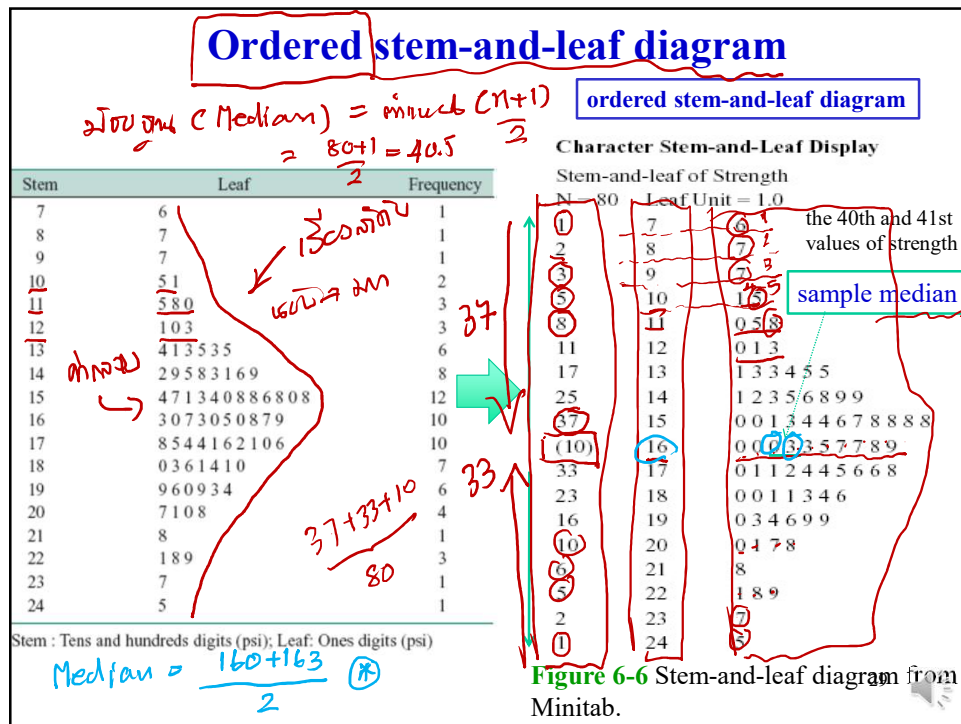 Ordered stem-and-leaf diagram
ordered stem-and-leaf diagram
มัธยฐาน (Median) = ตำแหน่ง (n+1)/2
= 80+1/2 = 40.5
Stem Leaf Frequency
7 6 1
8 7 1
9 7 1
10 5 1 2
11 5 8 0 3
12 1 0 3 3
13 4 1 3 5 3 5 6
14 2 9 5 8 3 1 6 9 8
15 4 7 1 3 4 0 8 8 6 8 0 8 12
16 3 0 7 3 0 5 0 8 7 9 10
17 8 5 4 4 1 6 2 1 0 6 10
18 0 3 6 1 4 1 0 7
19 9 6 0 9 3 4 6
20 7 1 0 8 4
21 8 1
22 1 8 9 3
23 7 1
24 5 1
Stem : Tens and hundreds digits (psi); Leaf: Ones digits (psi)
37+33+10
80
Median = 160+163/2 *
37
33
Character Stem-and-Leaf Display
Stem-and-leaf of Strength
N = 80 Leaf Unit = 1.0
1 7 6 1
2 8 7 2
3 9 7 3
5 10 1 5 4 5
8 11 0 5 8
11 12 0 1 3
17 13 1 3 3 4 5 5
25 14 1 2 3 5 6 8 9 9
37 15 0 0 1 3 4 4 6 7 8 8 8 8
(10) 16 0 0 0 3 3 5 7 7 8 9
33 17 0 1 1 2 4 4 5 6 6 8
23 18 0 0 1 1 3 4 6
16 19 0 3 4 6 9 9
10 20 0 1 7 8
6 21 8
5 22 1 8 9
2 23 7
1 24 5
the 40th and 41st
values of strength
sample median
Figure 6-6 Stem-and-leaf diagram from
Minitab.
29